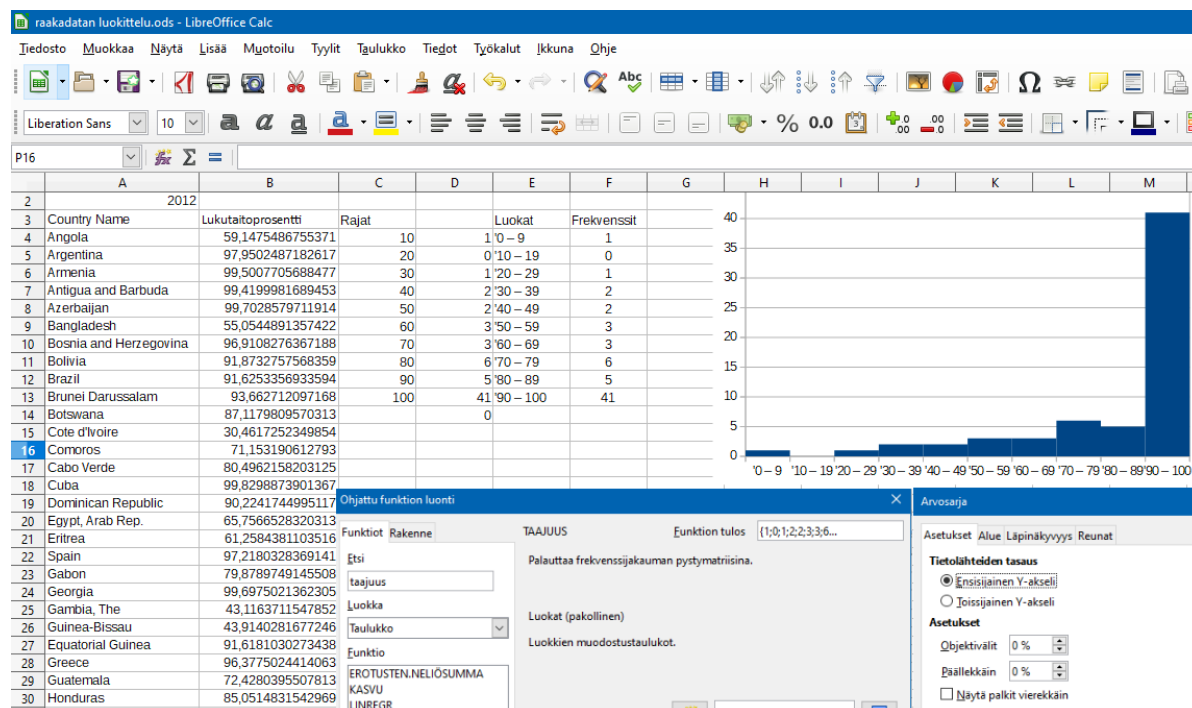 raakadatan luokittelu.ods - LibreOffice Calc
Tiedosto Muokkaa Näytä Lisää Muotoilu Tyylit Taulukko Tiedot Työkalut Ikkuna Ohje
Abc
Liberation Sans 10 a a a a % 0.0
P16
A B C D E F G H I J K L M
2 2012
3 Country Name Lukutaitoprosentti Rajat Luokat Frekvenssit
4 Angola 59,1475486755371 10 1 '0 – 9 1
5 Argentina 97,9502487182617 20 0 '10 – 19 0
6 Armenia 99,5007705688477 30 1 '20 – 29 1
7 Antigua and Barbuda 99,4199981689453 40 2 '30 – 39 2
8 Azerbaijan 99,7028579711914 50 2 '40 – 49 2
9 Bangladesh 55,0544891357422 60 3 '50 – 59 3
10 Bosnia and Herzegovina 96,9108276367188 70 3 '60 – 69 3
11 Bolivia 91,8732757568359 80 6 '70 – 79 6
12 Brazil 91,6253356933594 90 5 '80 – 89 5
13 Brunei Darussalam 93,662712097168 100 41 '90 – 100 41
14 Botswana 87,1179809570313 0
15 Cote d'Ivoire 30,4617252349854
16 Comoros 71,153190612793
17 Cabo Verde 80,4962158203125
18 Cuba 99,8298873901367
19 Dominican Republic 90,2241744995117
20 Egypt, Arab Rep. 65,7566528320313
21 Eritrea 61,2584381103516
22 Spain 97,2180328369141
23 Gabon 79,8789749145508
24 Georgia 99,6975021362305
25 Gambia, The 43,1163711547852
26 Guinea-Bissau 43,9140281677246
27 Equatorial Guinea 91,6181030273438
28 Greece 96,3775024414063
29 Guatemala 72,4280395507813
30 Honduras 85,0514831542969
40
35
30
25
20
15
10
5
0
'0 – 9 '10 – 19 '20 – 29 '30 – 39 '40 – 49 '50 – 59 '60 – 69 '70 – 79 '80 – 89 '90 – 100
Ohjattu funktion luonti
Funktiot Rakenne TAAJUUS Funktion tulos {1;0;1;2;2;3;3;6...
Etsi
taajuus
Luokka
Taulukko
Funktio
EROTUSTEN.NELIÖSUMMA
KASVU
LINREGR
Palauttaa frekvenssijakauman pystymatriisina.
Luokat (pakollinen)
Luokkien muodostustaulukot.
Arvosarja
Asetukset Alue Läpinäkyvyys Reunat
Tietolähteiden tasaus
Ensisijainen Y-akseli
Toissijainen Y-akseli
Asetukset
Objektivälit 0 %
Päällekkäin 0 %
Näytä palkit vierekkäin